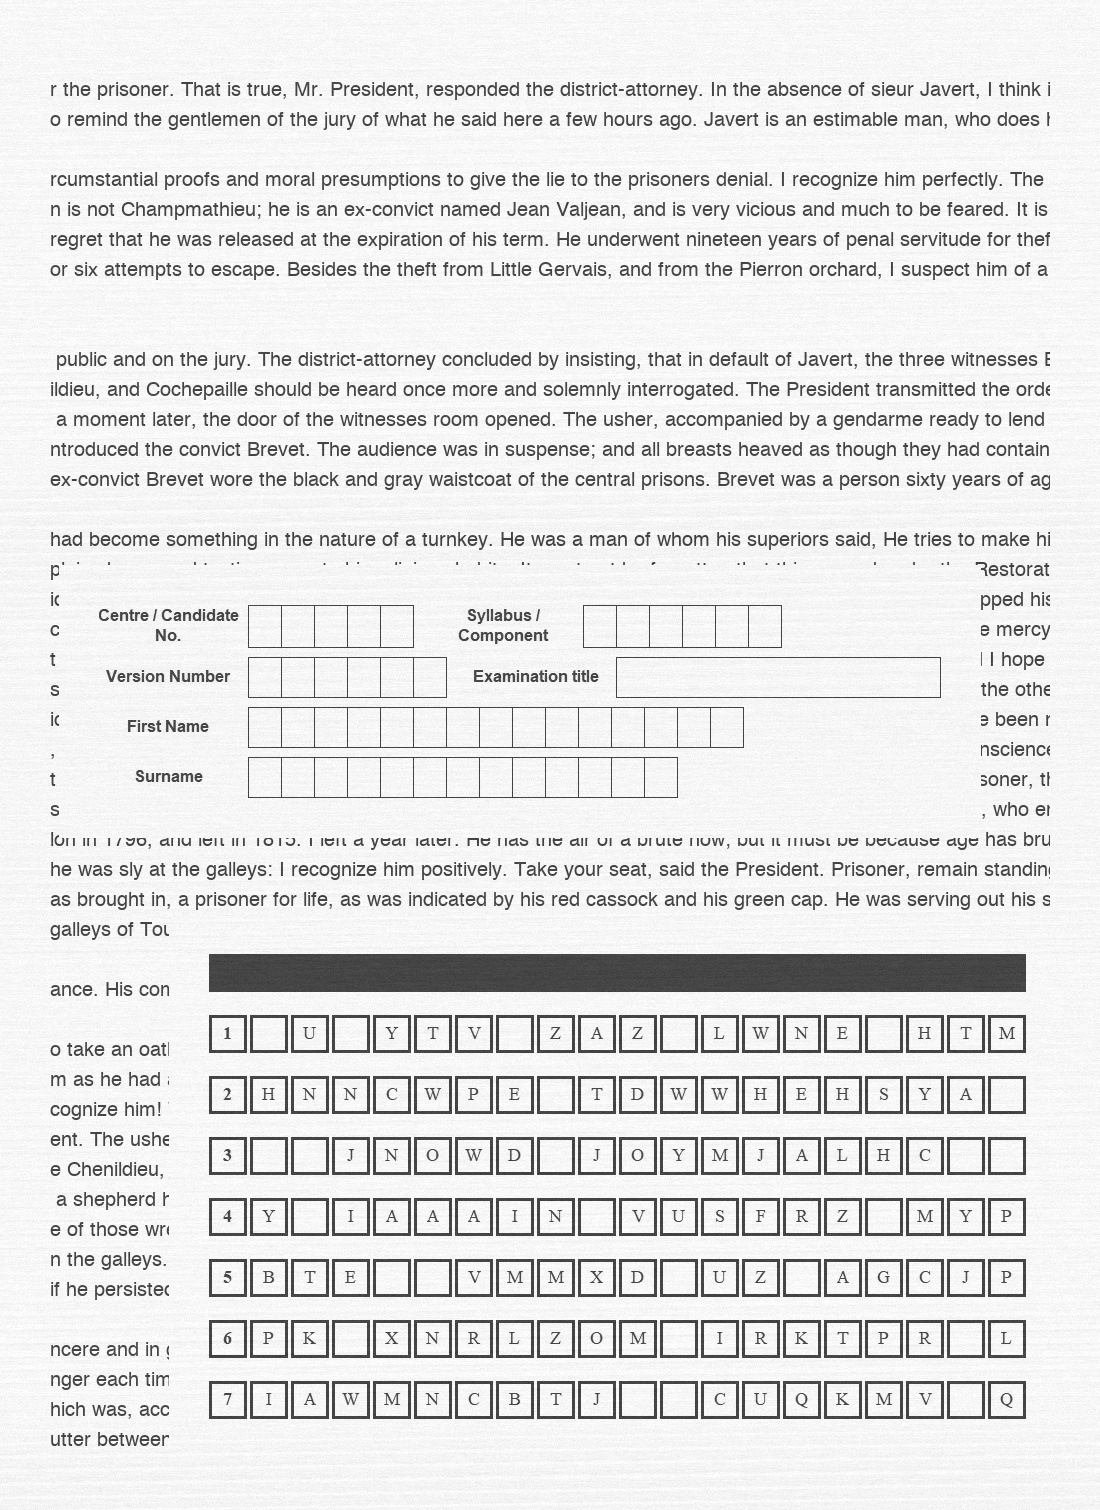 r the prisoner. That is true, Mr. President, responded the district-attorney. In the absence of sieur Javert, I think i
o remind the gentlemen of the jury of what he said here a few hours ago. Javert is an estimable man, who does
rcumstantial proofs and moral presumptions to give the lie to the prisoners denial. I recognize him perfectly. The
n is not Champmathieu; he is an ex-convict named Jean Valjean, and is very vicious and much to be feared. It is
regret that he was released at the expiration of his term. He underwent nineteen years of penal servitude for thef
or six attempts to escape. Besides the theft from Little Gervais, and from the Pierron orchard, I suspect him of a
public and on the jury. The district-attorney concluded by insisting, that in default of Javert, the three witnesses
ildieu, and Cochepaille should be heard once more and solemnly interrogated. The President transmitted the orde
a moment later, the door of the witnesses room opened. The usher, accompanied by a gendarme ready to lend
ntroduced the convict Brevet. The audience was in suspense; and all breasts heaved as though they had contain
ex-convict Brevet wore the black and gray waistcoat of the central prisons. Brevet was a person sixty years of ag
had become something in the nature of a turnkey. He was a man of whom his superiors said, He tries to make hi
Restorat
pped his
Centre / Candidate No.
Syllabus / Component
c e mercy
t I hope
Version Number
Examination title
s the othe
First Name
e been
, nscience
Surname
t soner,
s , who
lon in 1796, and left in 1815. I left a year later. He has the air of a brute now, but it must be because age has bru
he was sly at the galleys: I recognize him positively. Take your seat, said the President. Prisoner, remain standing
as brought in, a prisoner for life, as was indicated by his red cassock and his green cap. He was serving out his s
galleys of Tou
ance. His con
1 U Y T V Z A Z L W N E H T M
o take an oatl
m as he had
2 H N N C W P E T D W W H E H S Y A
cognize him!
ent. The ushe
3 J N O W D J O Y M J A L H C
e Chenildieu,
a shepherd h
4 Y I A A A I N V U S F R Z M Y P
e of those wre
n the galleys.
5 B T E V M M X D U Z A G C J P
if he persisted
6 P K X N R L Z O M I R K T P R L
ncere and in g
nger each tim
7 I A W M N C B T J C U Q K M V Q
hich was, acc
utter between